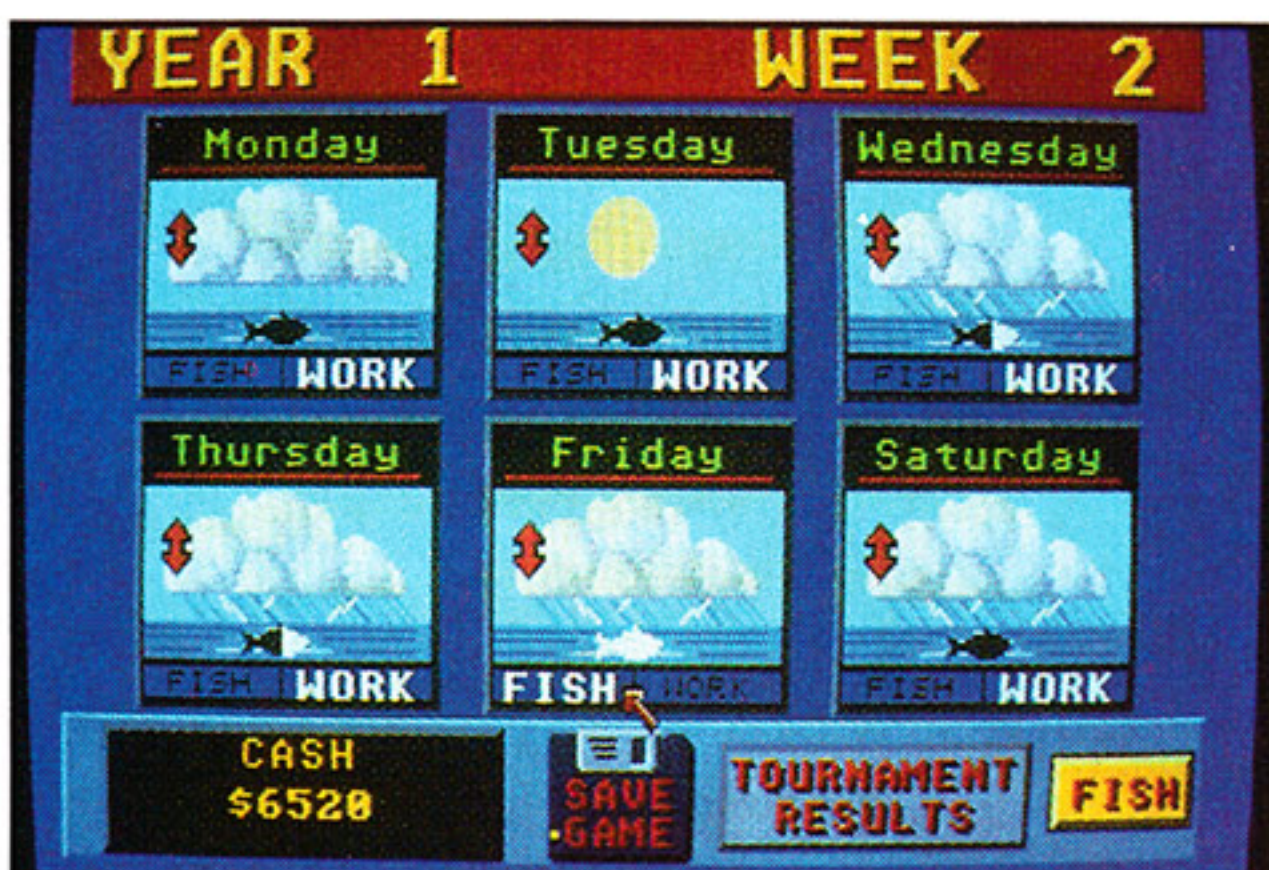 YEAR 1 WEEK 2
Monday Tuesday Wednesday
FISH WORK FISH WORK FISH WORK
Thursday Friday Saturday
FISH WORK FISH WORK FISH WORK
CASH
$6520
SAVE
GAME
TOURNAMENT
RESULTS
FISH